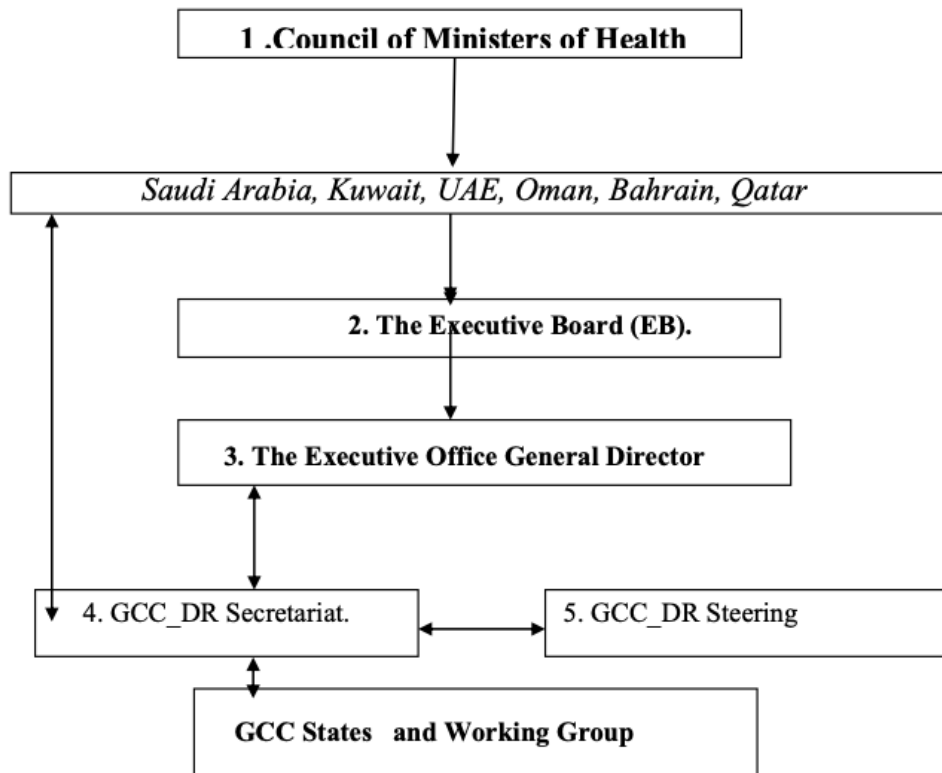 1 .Council of Ministers of Health
Saudi Arabia, Kuwait, UAE, Oman, Bahrain, Qatar
2. The Executive Board (EB).
3. The Executive Office General Director
4. GCC_DR Secretariat.
5. GCC_DR Steering
GCC States and Working Group